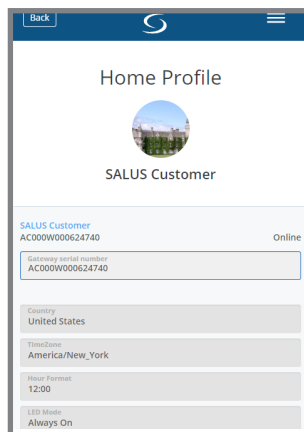 Back
Home Profile
SALUS Customer
SALUS Customer
AC000W000624740 Online
Gateway serial number
AC000W000624740
Country
United States
TimeZone
America/New_York
Hour Format
12:00
LED Mode
Always On